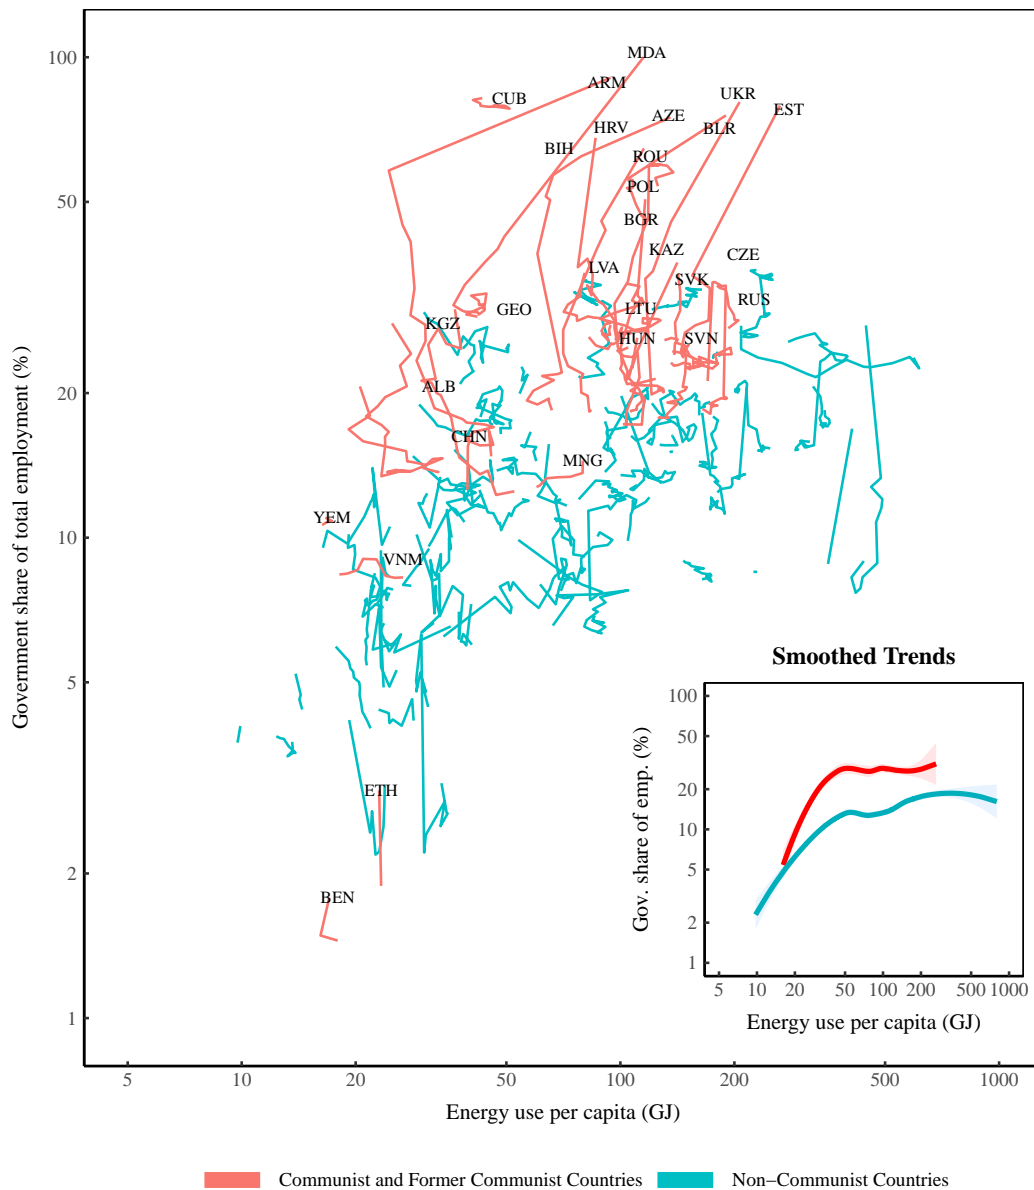 100
MDA
ARM
CUB
UKR
EST
AZE
HRV
BLR
BIH
ROU
50
POL
BGR
KAZ
CZE
LVA
SVK
RUS
GEO
LTU
KGZ
HUN
SVN
20
ALB
CHN
MNG
YEM
10
VNM
5
ETH
2
BEN
1
Government share of total employment (%)
5 10 20 50 100 200 500 1000
Energy use per capita (GJ)
Smoothed Trends
100
50
20
10
5
2
1
Gov. share of emp. (%)
5 10 20 50 100 200 500 1000
Energy use per capita (GJ)
Communist and Former Communist Countries Non−Communist Countries